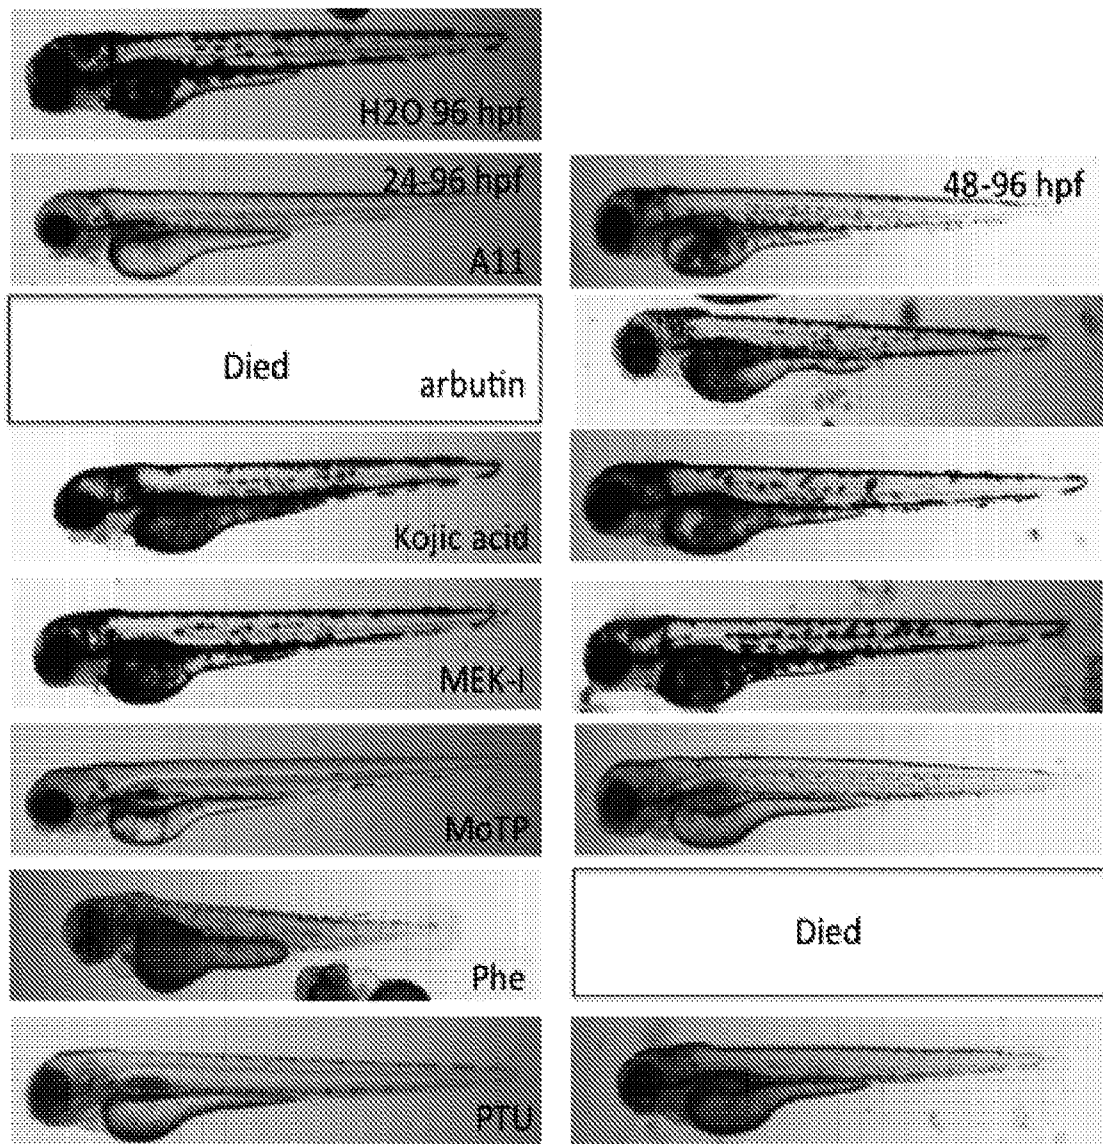 H2O 96 hpf
24-96 hpf
48-96 hpf
A11
Died
arbutin
Kojic acid
MEK-I
MoTP
Died
Phe
PTU